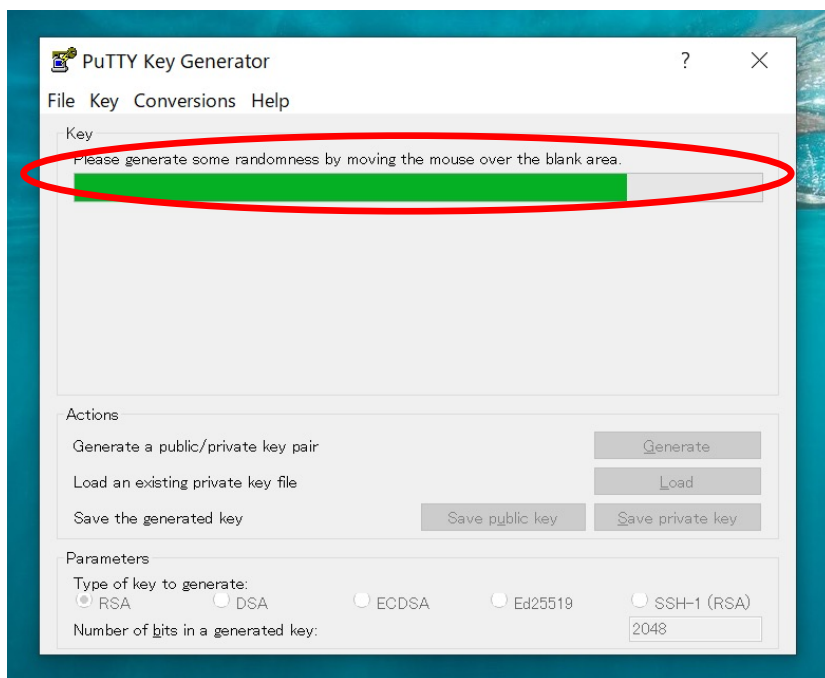 PuTTY Key Generator ?
File Key Conversions Help
Key
Please generate some randomness by moving the mouse over the blank area.
Actions
Generate a public/private key pair Generate
Load an existing private key file Load
Save the generated key Save public key Save private key
Parameters
Type of key to generate:
RSA DSA ECDSA Ed25519 SSH-1 (RSA)
Number of bits in a generated key: 2048